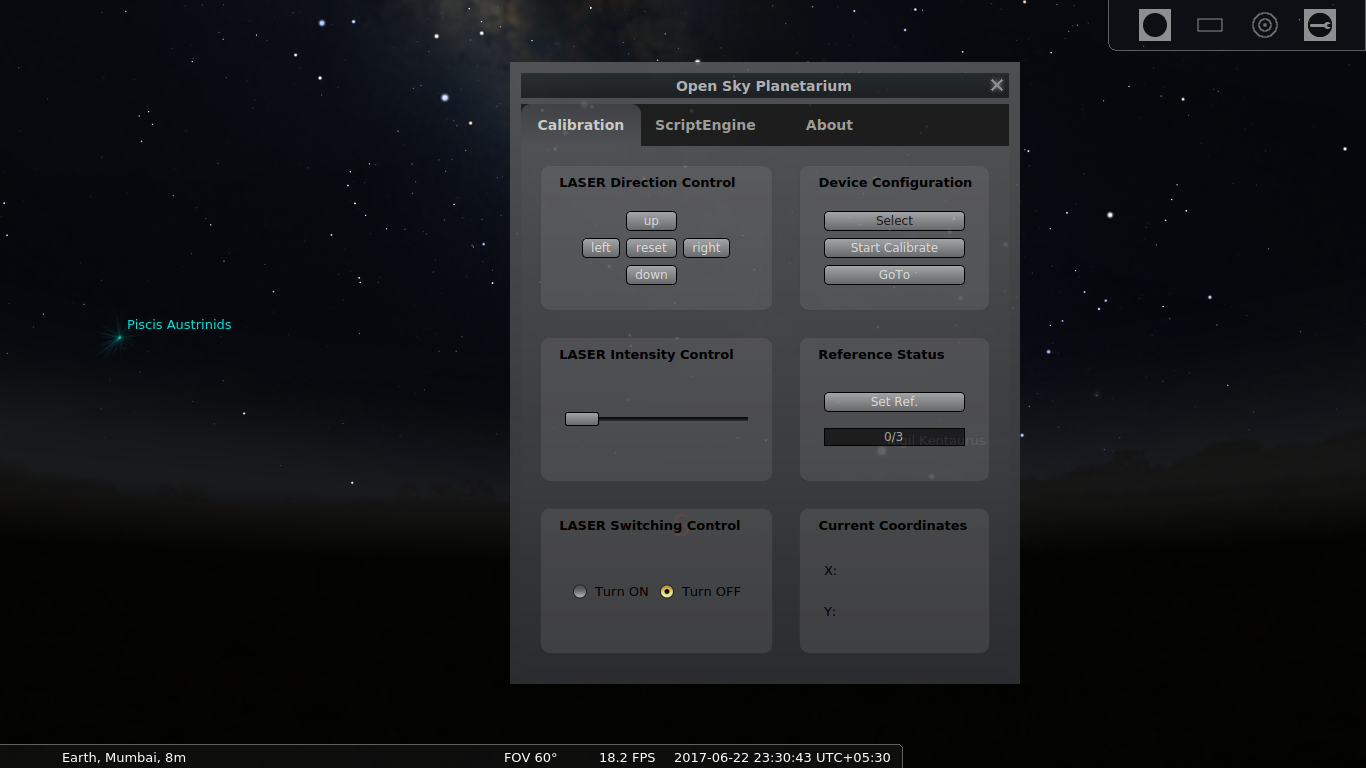 Open Sky Planetarium
Calibration ScriptEngine About
LASER Direction Control
up
left reset right
down
Device Configuration
Select
Start Calibrate
GoTo
LASER Intensity Control
Reference Status
Set Ref.
0/3
Kentaurus
LASER Switching Control
Turn ON Turn OFF
Current Coordinates
X:
Y:
Piscis Austrinids
Earth, Mumbai, 8m FOV 60° 18.2 FPS 2017-06-22 23:30:43 UTC+05:30